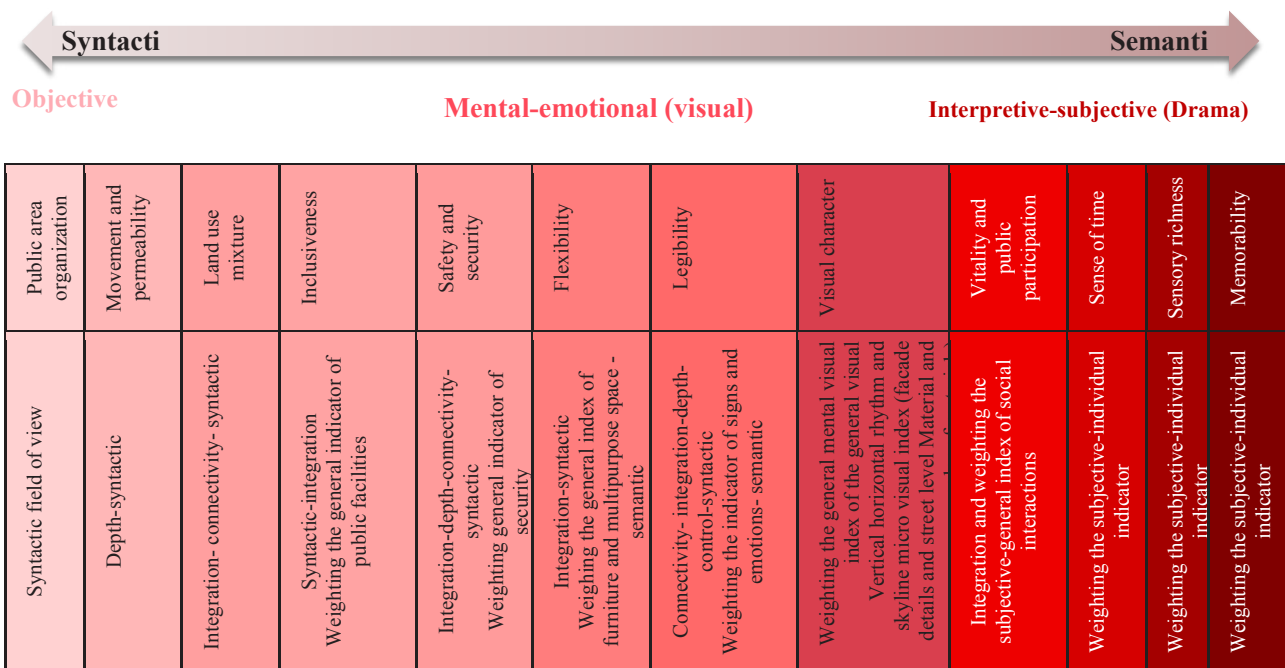 Syntacti
Semanti
Objective
Mental-emotional (visual)
Interpretive-subjective (Drama)
Public area
organization
Movement and
permeability
Land use
mixture
Inclusiveness
Safety and
security
Flexibility
Legibility
Visual character
Vitality and
public
participation
Sense of time
Sensory richness
Memorability
Syntactic field of view
Depth-syntactic
Integration- connectivity- syntactic
Syntactic-integration
Weighting the general indicator of
public facilities
Integration-depth-connectivity-
syntactic
Weighting general indicator of
security
Integration-syntactic
Weighing the general index of
furniture and multipurpose space -
semantic
Connectivity- integration-depth-
control-syntactic
Weighting the indicator of signs and
emotions- semantic
Weighting the general mental visual
index of the general visual
Vertical horizontal rhythm and
skyline micro visual index (facade
details and street level Material and
Integration and weighting the
subjective-general index of social
interactions
Weighting the subjective-individual
indicator
Weighting the subjective-individual
indicator
Weighting the subjective-individual
indicator